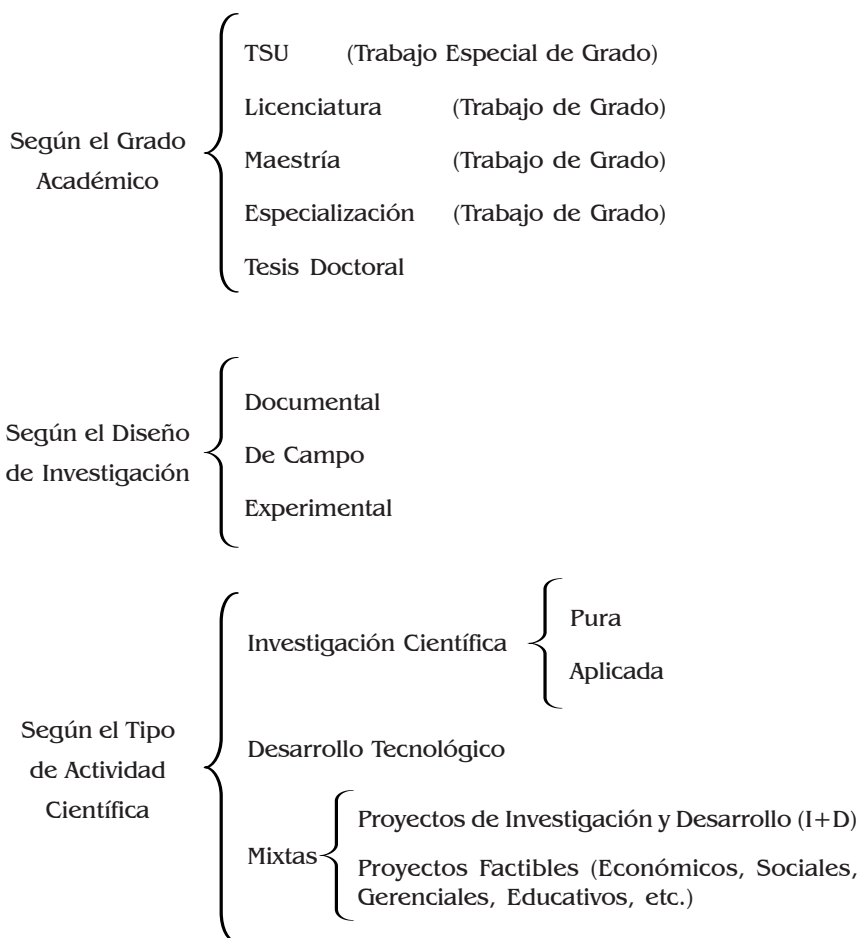 Según el Grado
Académico
TSU (Trabajo Especial de Grado)
Licenciatura (Trabajo de Grado)
Maestría (Trabajo de Grado)
Especialización (Trabajo de Grado)
Tesis Doctoral
Según el Diseño
de Investigación
Documental
De Campo
Experimental
Según el Tipo
de Actividad
Científica
Investigación Científica
Pura
Aplicada
Desarrollo Tecnológico
Mixtas
Proyectos de Investigación y Desarrollo (I+D)
Proyectos Factibles (Económicos, Sociales,
Gerenciales, Educativos, etc.)